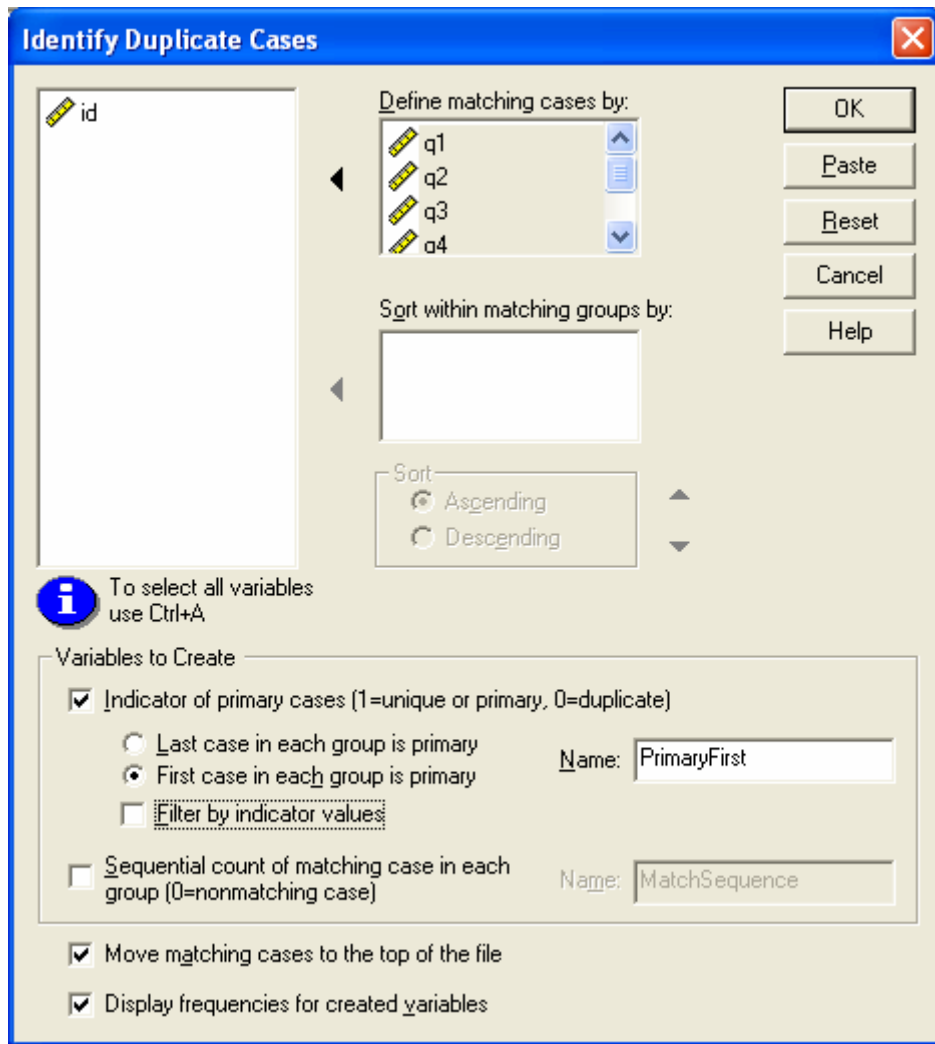 Identify Duplicate Cases
id
Define matching cases by:
q1
q2
q3
q4
Sort within matching groups by:
Sort
Ascending
Descending
OK
Paste
Reset
Cancel
Help
To select all variables
use Ctrl+A
Variables to Create
Indicator of primary cases (1=unique or primary, 0=duplicate)
Last case in each group is primary
First case in each group is primary
Name: PrimaryFirst
Filter by indicator values
Sequential count of matching case in each
group (0=nonmatching case)
Name: MatchSequence
Move matching cases to the top of the file
Display frequencies for created variables